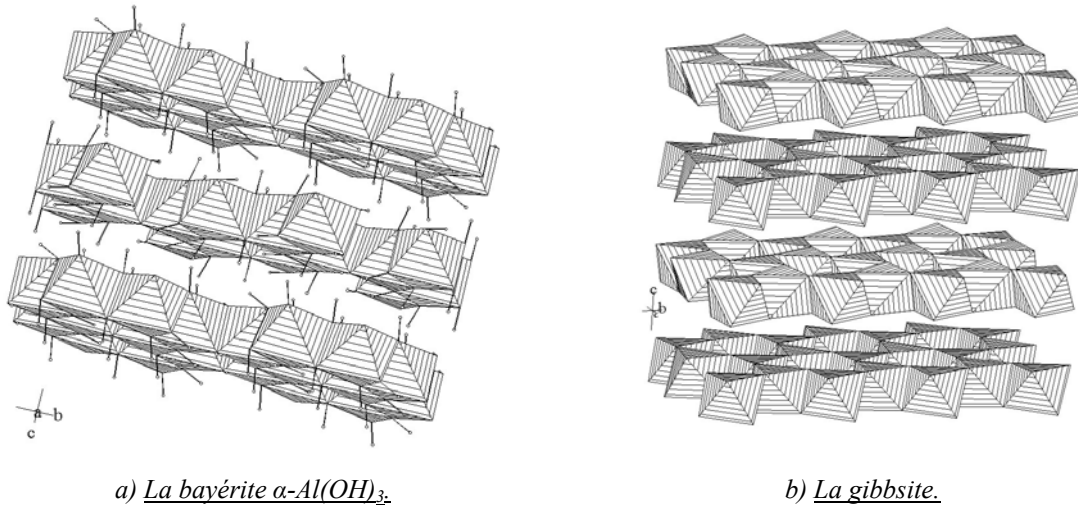 a b
c
c
b
a) La bayérite α-Al(OH)3.
b) La gibbsite.